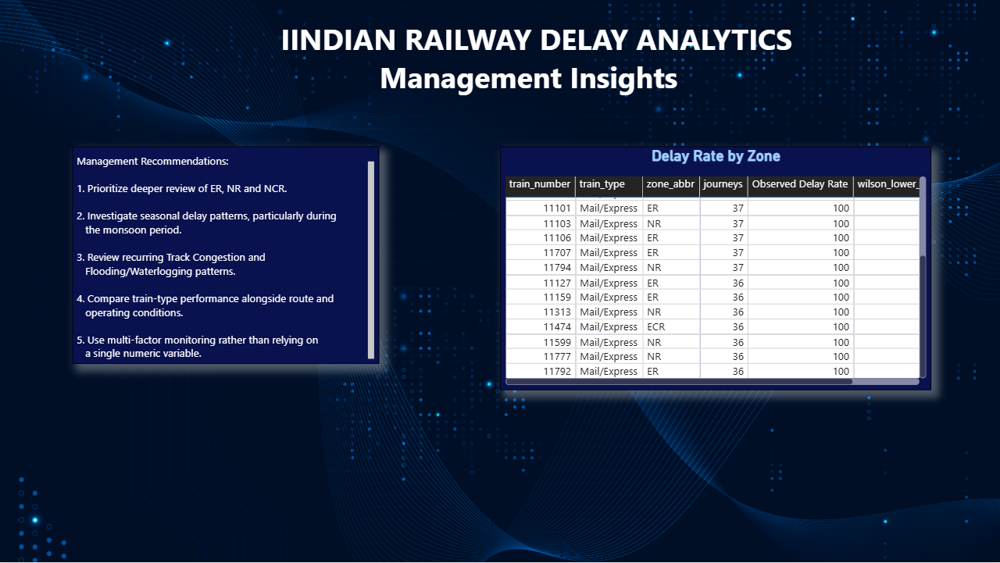 IINDIAN RAILWAY DELAY ANALYTICS
Management Insights
Management Recommendations:
1. Prioritize deeper review of ER, NR and NCR.
2. Investigate seasonal delay patterns, particularly during
the monsoon period.
3. Review recurring Track Congestion and
Flooding/Waterlogging patterns.
4. Compare train-type performance alongside route and
operating conditions.
5. Use multi-factor monitoring rather than relying on
a single numeric variable.
Delay Rate by Zone
train_number train_type zone_abbr journeys Observed Delay Rate wilson_lower_
11101 Mail/Express ER 37 100
11103 Mail/Express NR 37 100
11106 Mail/Express ER 37 100
11707 Mail/Express ER 37 100
11794 Mail/Express NR 37 100
11127 Mail/Express ER 36 100
11159 Mail/Express ER 36 100
11313 Mail/Express NR 36 100
11474 Mail/Express ECR 36 100
11599 Mail/Express NR 36 100
11777 Mail/Express NR 36 100
11792 Mail/Express ER 36 100